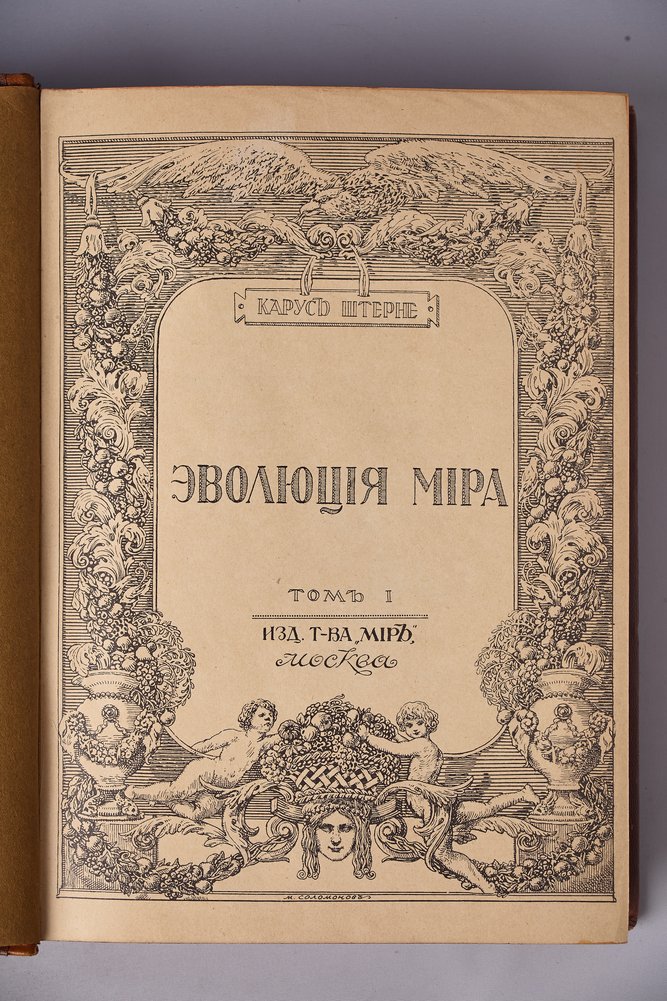 КАРУСЪ ШТЕРНЕ
ЭВОЛЮЦІЯ МІРА
ТОМЪ I
ИЗД. Т-ВА „МІРЪ“,
МОСКВА
М. СОЛОМОНОВЪ